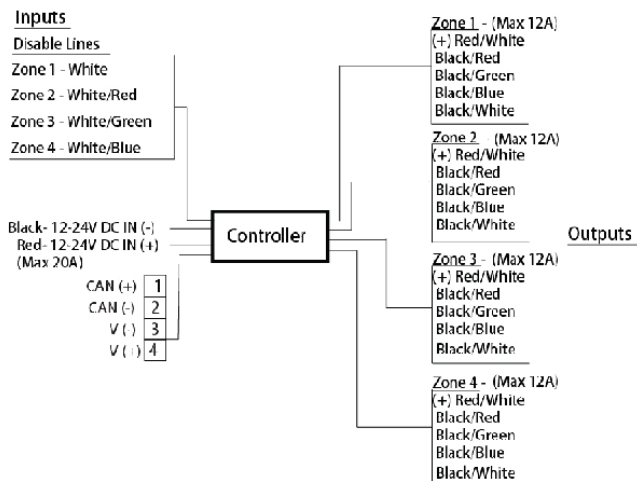 Inputs
Disable Lines
Zone 1 - White
Zone 2 - White/Red
Zone 3 - White/Green
Zone 4 - White/Blue
Black- 12-24V DC IN (-)
Red- 12-24V DC IN (+)
(Max 20A)
CAN (+) 1
CAN (-) 2
V (-) 3
V (+) 4
Controller
Zone 1 - (Max 12A)
(+) Red/White
Black/Red
Black/Green
Black/Blue
Black/White
Zone 2 - (Max 12A)
(+) Red/White
Black/Red
Black/Green
Black/Blue
Black/White
Outputs
Zone 3 - (Max 12A)
(+) Red/White
Black/Red
Black/Green
Black/Blue
Black/White
Zone 4 - (Max 12A)
(+) Red/White
Black/Red
Black/Green
Black/Blue
Black/White